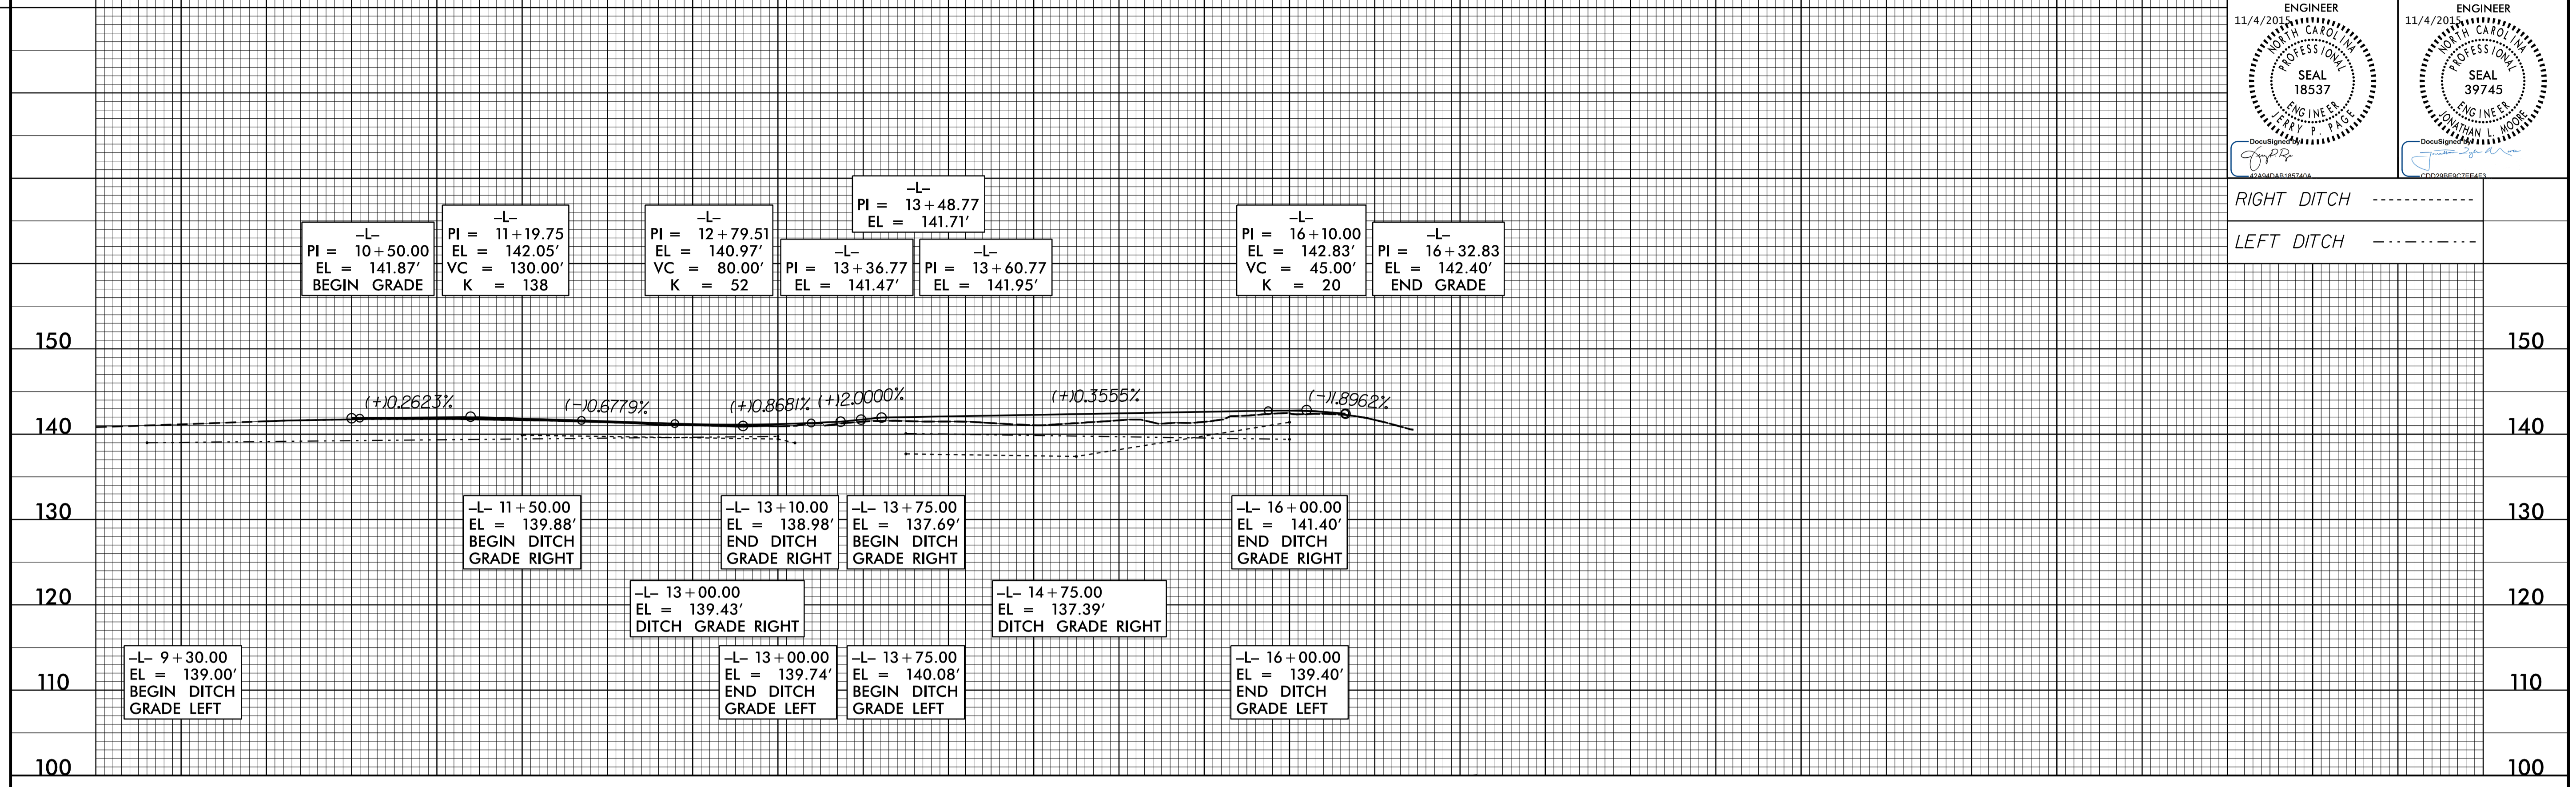 ENGINEER
11/4/2015
NORTH CAROLINA
PROFESSIONAL
SEAL
18537
ENGINEER
JERRY P. PAGE
DocuSigned by
42A94DAB185740A
ENGINEER
11/4/2015
NORTH CAROLINA
PROFESSIONAL
SEAL
39745
ENGINEER
JONATHAN L. MOORE
DocuSigned by
CDD29BE9C7EE4E3
RIGHT DITCH
LEFT DITCH
–L–
PI = 10+50.00
EL = 141.87'
BEGIN GRADE
–L–
PI = 11+19.75
EL = 142.05'
VC = 130.00'
K = 138
–L–
PI = 12+79.51
EL = 140.97'
VC = 80.00'
K = 52
–L–
PI = 13+36.77
EL = 141.47'
–L–
PI = 13+48.77
EL = 141.71'
–L–
PI = 13+60.77
EL = 141.95'
–L–
PI = 16+10.00
EL = 142.83'
VC = 45.00'
K = 20
–L–
PI = 16+32.83
EL = 142.40'
END GRADE
150
150
(+)0.2623%
(-)0.6779%
(+)0.8681%
(+)2.0000%
(+)0.3555%
(-)1.8962%
140
140
–L– 11+50.00
EL = 139.88'
BEGIN DITCH
GRADE RIGHT
–L– 13+10.00
EL = 138.98'
END DITCH
GRADE RIGHT
–L– 13+75.00
EL = 137.69'
BEGIN DITCH
GRADE RIGHT
–L– 16+00.00
EL = 141.40'
END DITCH
GRADE RIGHT
130
130
–L– 13+00.00
EL = 139.43'
DITCH GRADE RIGHT
–L– 14+75.00
EL = 137.39'
DITCH GRADE RIGHT
120
120
–L– 9+30.00
EL = 139.00'
BEGIN DITCH
GRADE LEFT
–L– 13+00.00
EL = 139.74'
END DITCH
GRADE LEFT
–L– 13+75.00
EL = 140.08'
BEGIN DITCH
GRADE LEFT
–L– 16+00.00
EL = 139.40'
END DITCH
GRADE LEFT
110
110
100
100